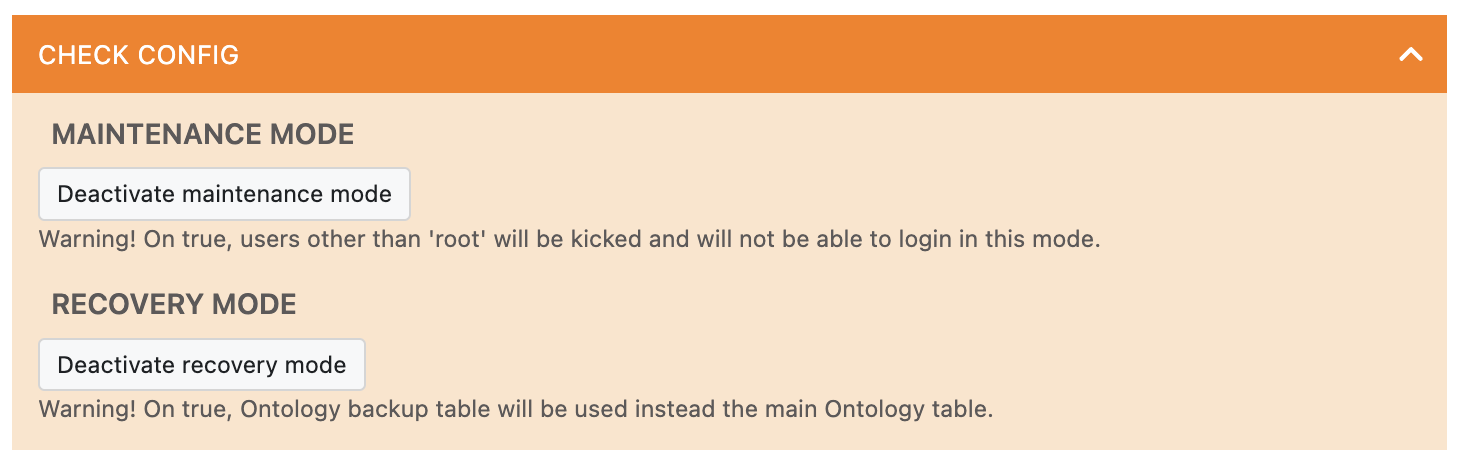 CHECK CONFIG
MAINTENANCE MODE
Deactivate maintenance mode
Warning! On true, users other than 'root' will be kicked and will not be able to login in this mode.
RECOVERY MODE
Deactivate recovery mode
Warning! On true, Ontology backup table will be used instead the main Ontology table.